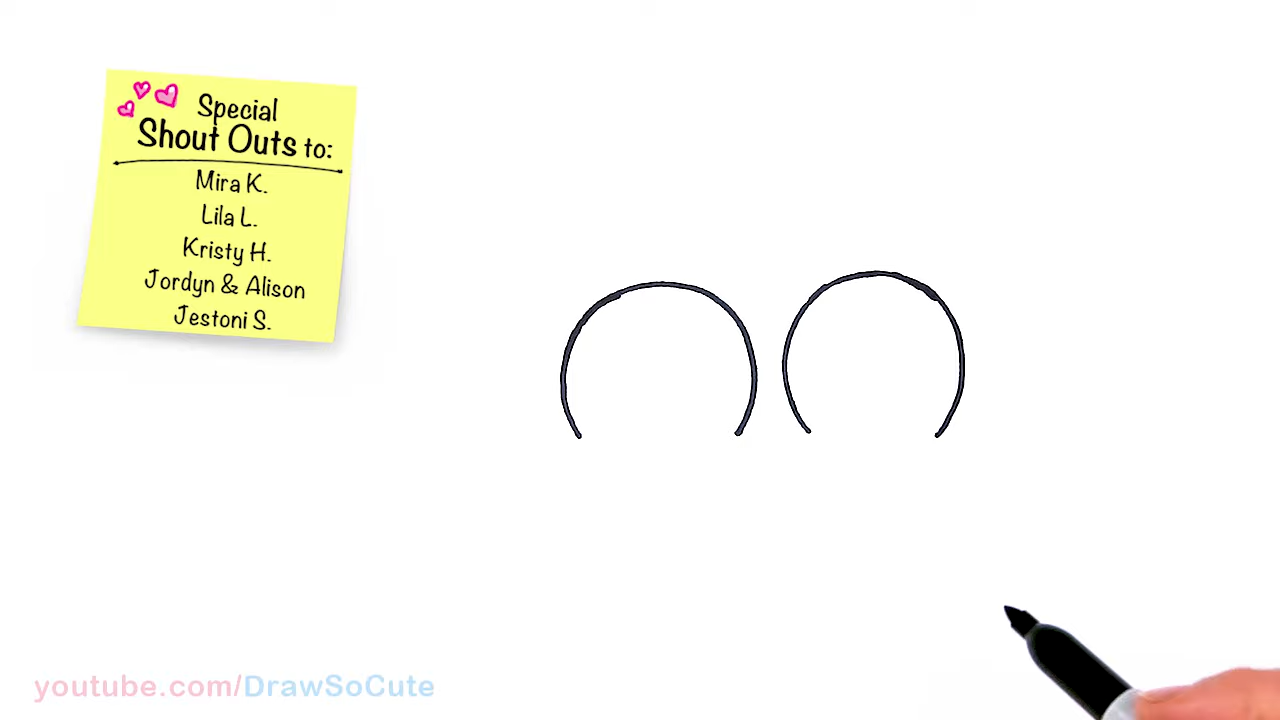 Special
Shout Outs to:
Mira K.
Lila L.
Kristy H.
Jordyn & Alison
Jestoni S.
youtube.com/DrawSoCute